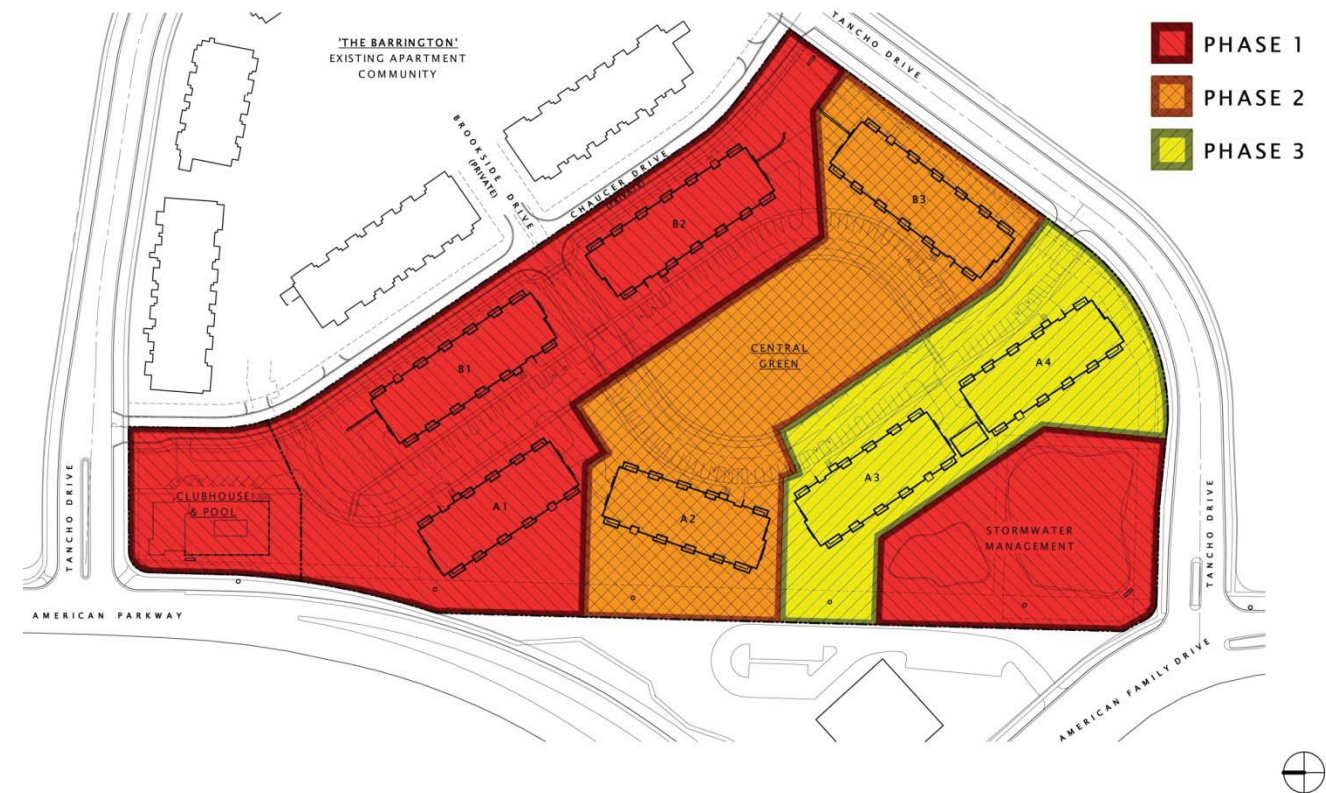 'THE BARRINGTON'
EXISTING APARTMENT
COMMUNITY
TANCHO DRIVE
PHASE 1
PHASE 2
PHASE 3
BROOKSIDE DRIVE
(PRIVATE)
CHAUCER DRIVE
(PRIVATE)
B2
B3
B1
CENTRAL
GREEN
A4
A3
A1
A2
CLUBHOUSE
& POOL
STORMWATER
MANAGEMENT
TANCHO DRIVE
TANCHO DRIVE
AMERICAN PARKWAY
AMERICAN FAMILY DRIVE